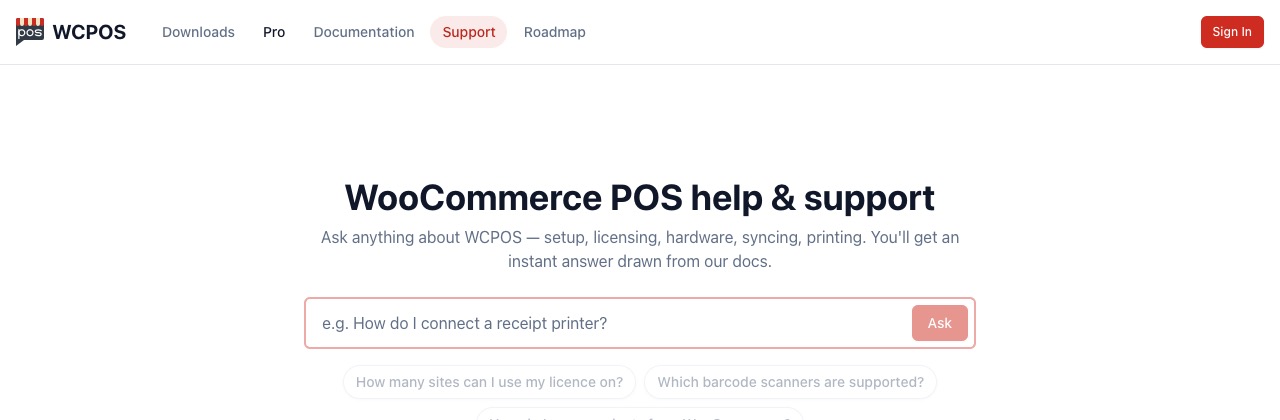 pos WCPOS Downloads Pro Documentation Support Roadmap Sign In
WooCommerce POS help & support
Ask anything about WCPOS — setup, licensing, hardware, syncing, printing. You'll get an
instant answer drawn from our docs.
e.g. How do I connect a receipt printer? Ask
How many sites can I use my licence on? Which barcode scanners are supported?